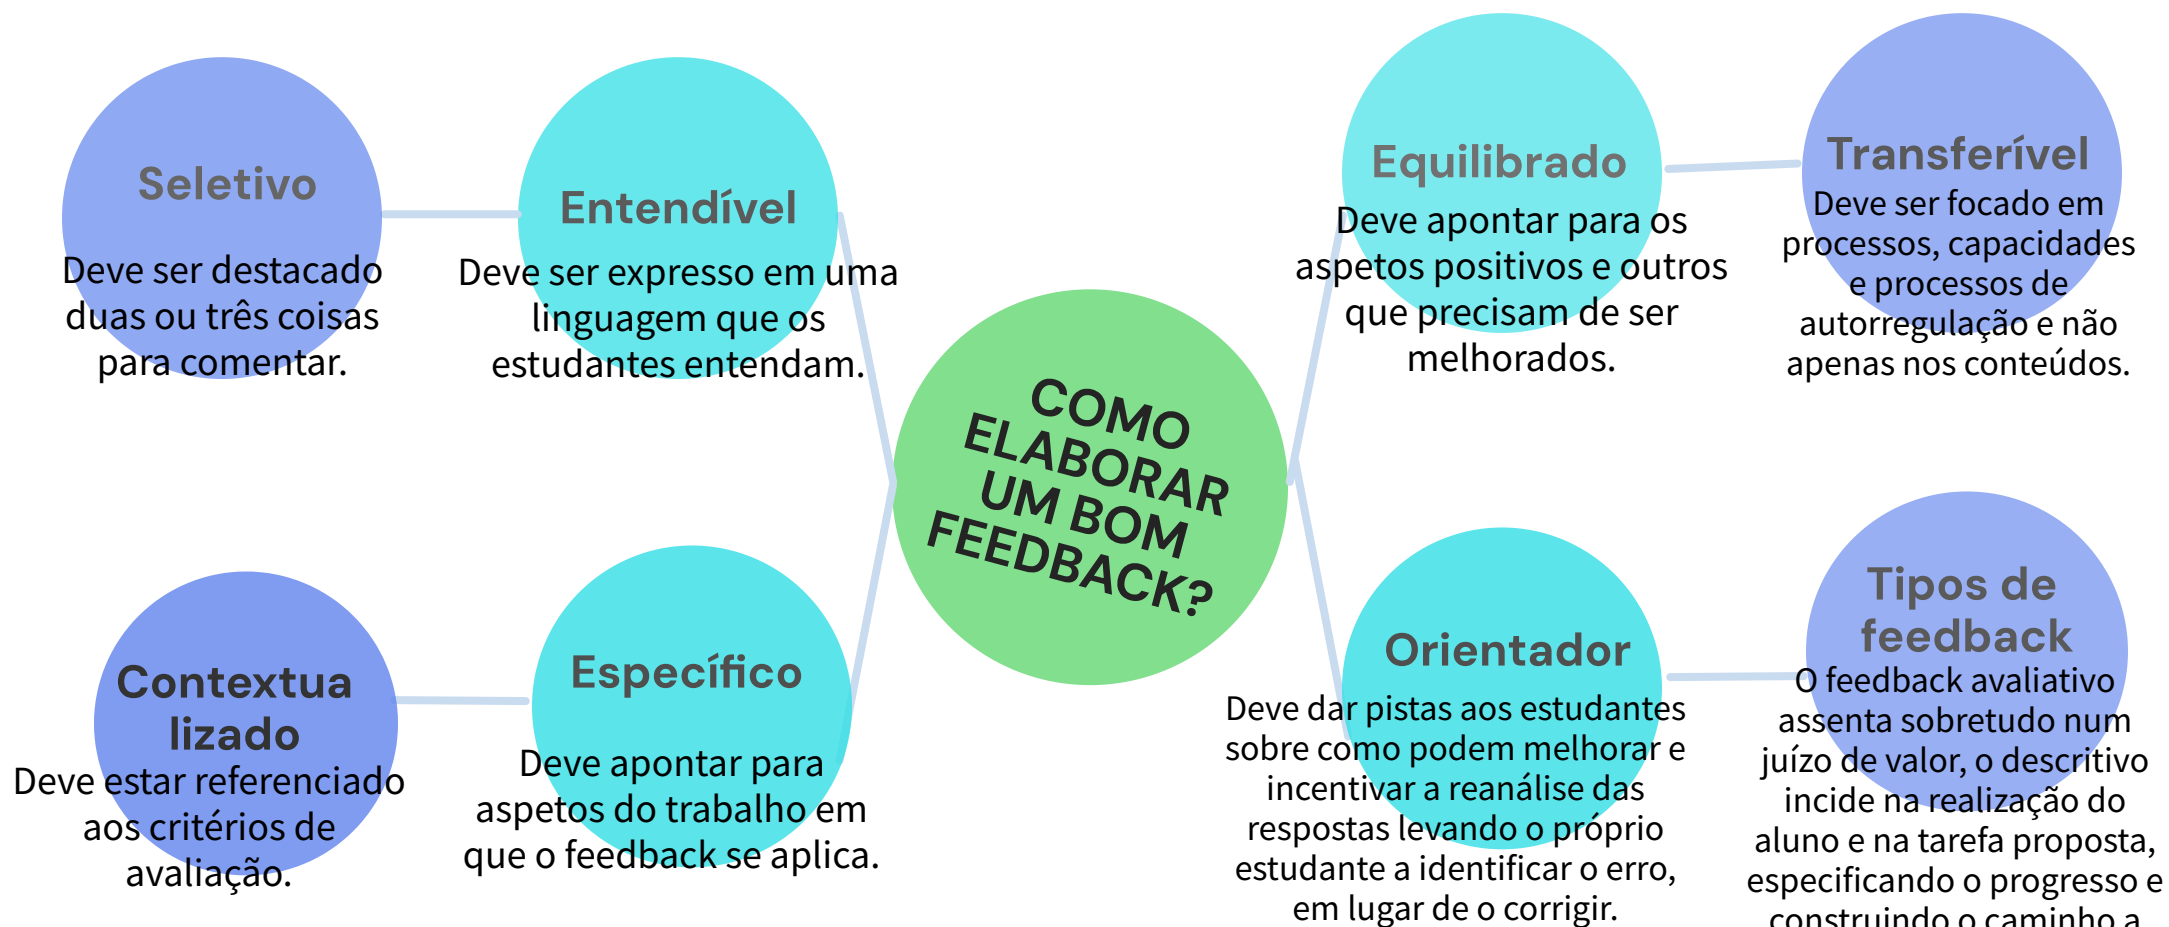 Seletivo
Deve ser destacado
duas ou três coisas
para comentar.
Entendível
Deve ser expresso em uma
linguagem que os
estudantes entendam.
Equilibrado
Deve apontar para os
aspetos positivos e outros
que precisam de ser
melhorados.
Transferível
Deve ser focado em
processos, capacidades
e processos de
autorregulação e não
apenas nos conteúdos.
COMO
ELABORAR
UM BOM
FEEDBACK?
Contextua
lizado
Deve estar referenciado
aos critérios de
avaliação.
Específico
Deve apontar para
aspetos do trabalho em
que o feedback se aplica.
Orientador
Deve dar pistas aos estudantes
sobre como podem melhorar e
incentivar a reanálise das
respostas levando o próprio
estudante a identificar o erro,
em lugar de o corrigir.
Tipos de
feedback
O feedback avaliativo
assenta sobretudo num
juízo de valor, o descritivo
incide na realização do
aluno e na tarefa proposta,
especificando o progresso e
construindo o caminho a